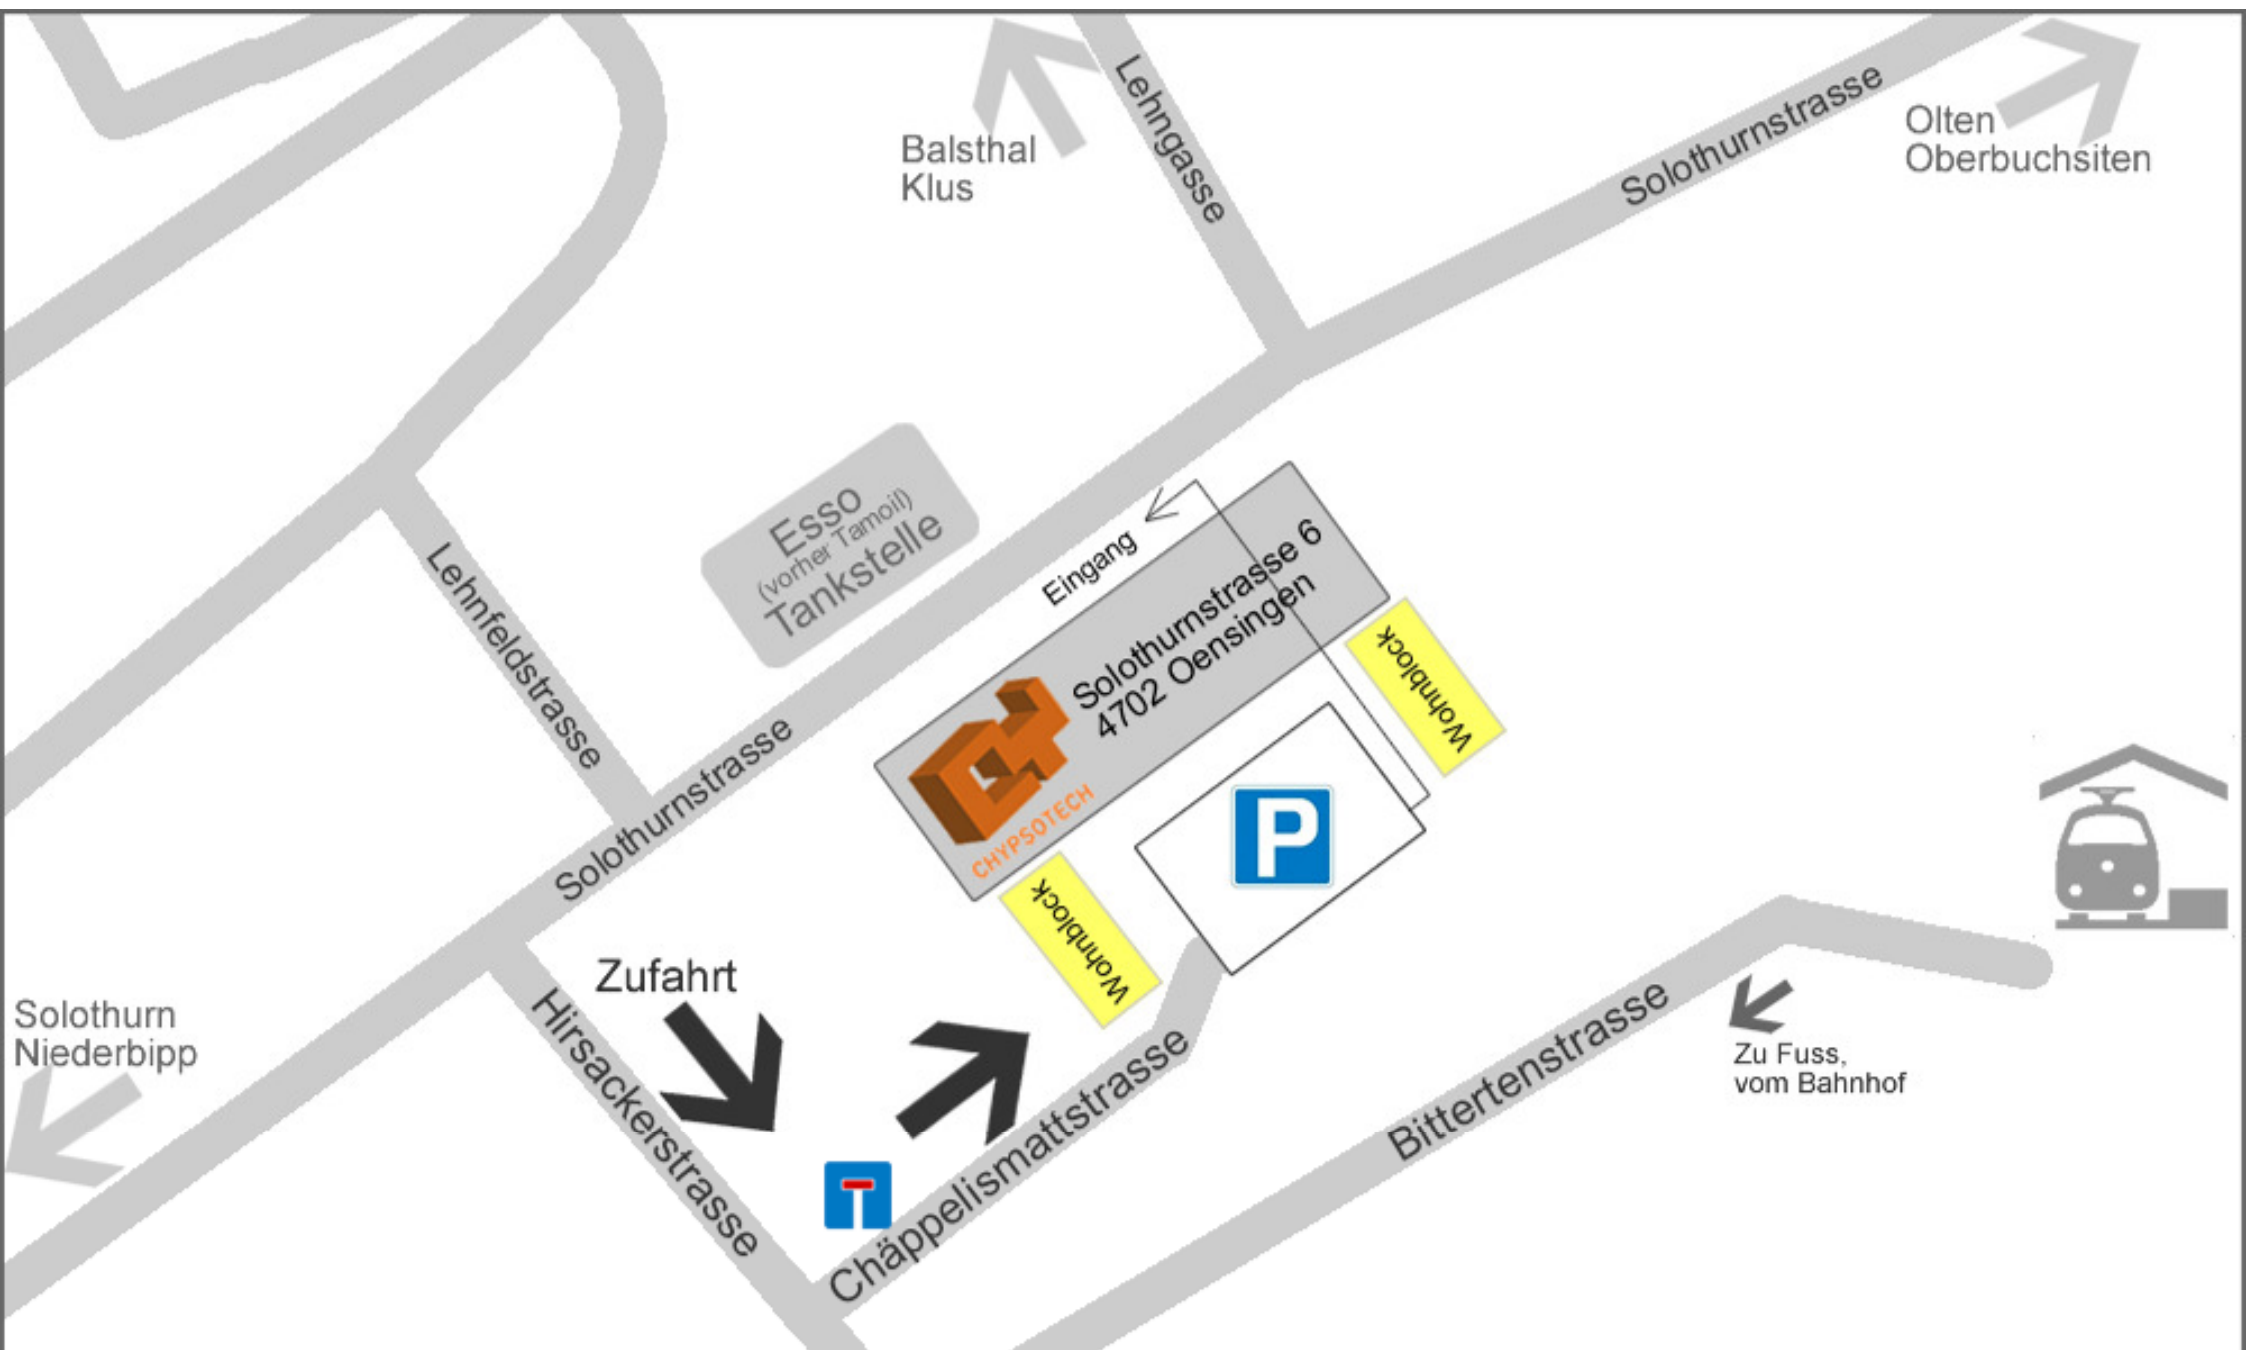 Balsthal
Klus
Lehngasse
Solothurnstrasse
Olten
Oberbuchsiten
Esso
(vorher Tamoil)
Tankstelle
Eingang
Solothurnstrasse 6
4702 Oensingen
CHYPSOTECH
Wohnblock
Wohnblock
P
Lehnfeldstrasse
Solothurnstrasse
Zufahrt
Solothurn
Niederbipp
Hirsackerstrasse
Chäppelismattstrasse
Bittertenstrasse
Zu Fuss,
vom Bahnhof